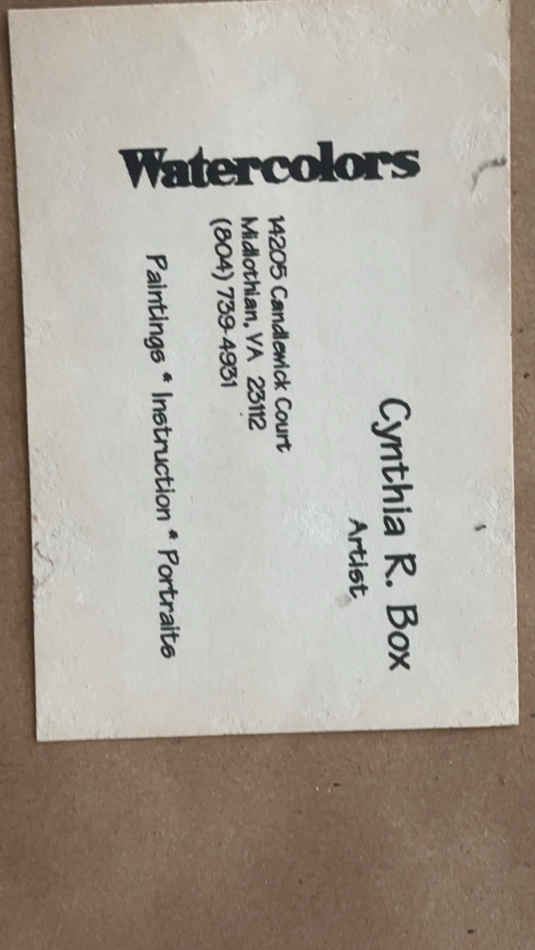 Watercolors
Cynthia R. Box
Artist
14205 Candlewick Court
Midlothian, VA 23112
(804) 739-4931
Paintings * Instruction * Portraits